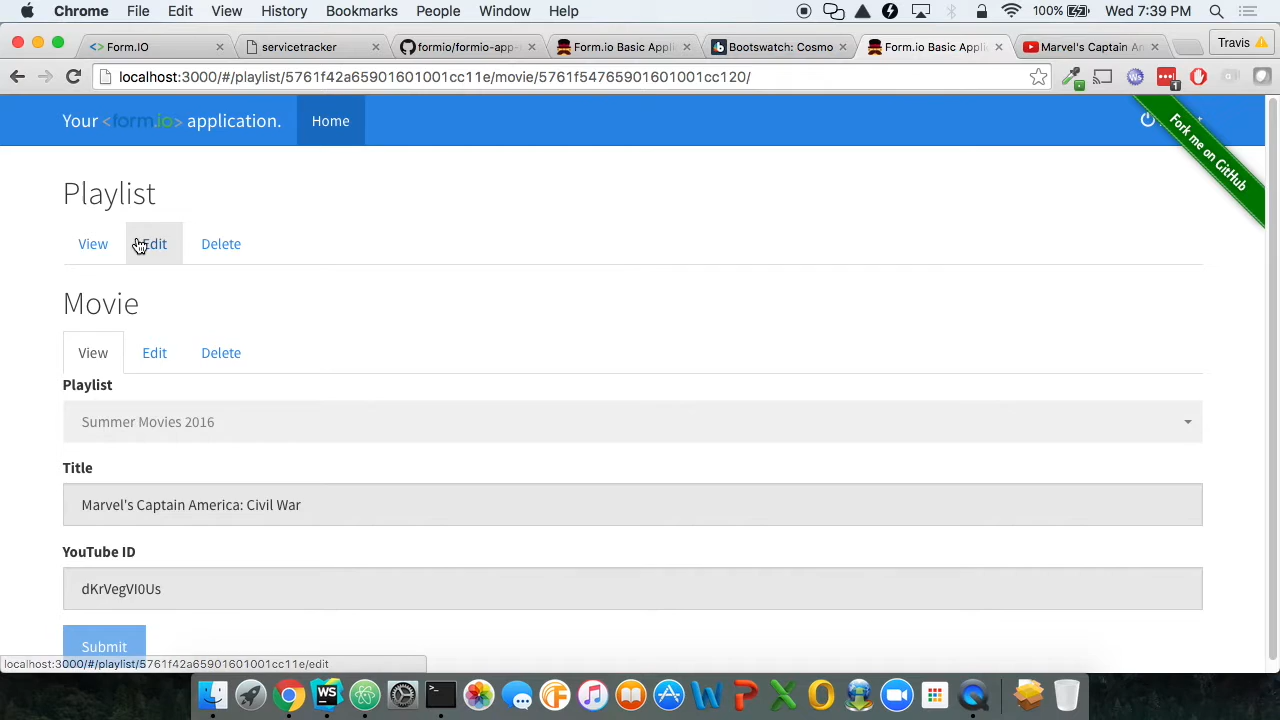 Chrome File Edit View History Bookmarks People Window Help 100% Wed 7:39 PM
Form.IO servicetracker formio/formio-app- Form.io Basic Appli Bootswatch: Cosmo Form.io Basic Appli Marvel's Captain Am Travis
localhost:3000/#/playlist/5761f42a65901601001cc11e/movie/5761f54765901601001cc120/
Your <form.io> application. Home
Fork me on GitHub
Playlist
View Edit Delete
Movie
View Edit Delete
Playlist
Summer Movies 2016
Title
Marvel's Captain America: Civil War
YouTube ID
dKrVegVI0Us
Submit
localhost:3000/#/playlist/5761f42a65901601001cc11e/edit